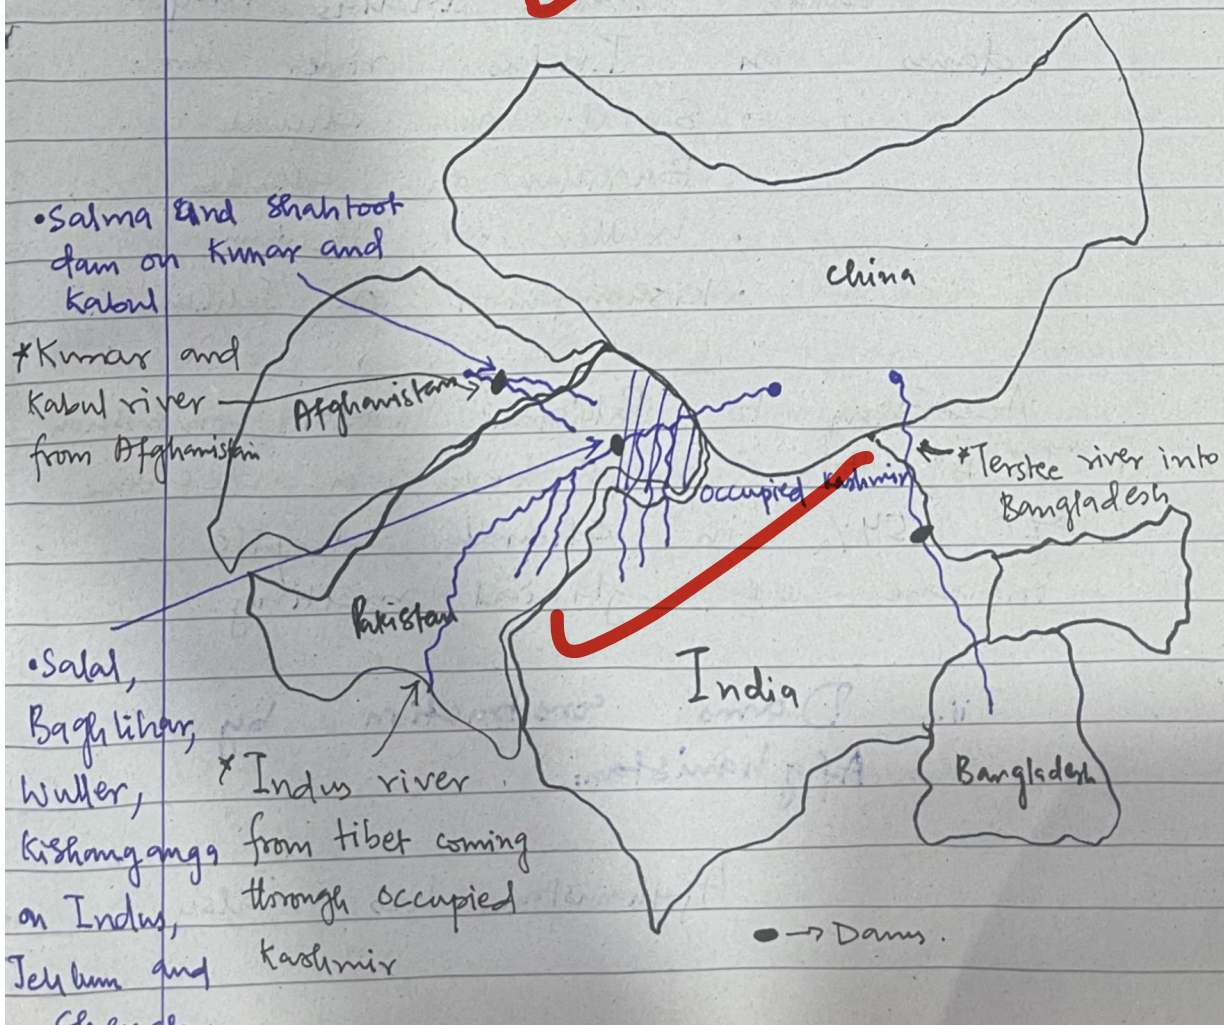 •Salma and Shahtoot
dam on Kunar and
Kabul
*Kunar and
Kabul river
from Afghanistan
Afghanistan
China
occupied Kashmir
*Terstee river into
Bangladesh
Pakistan
India
Bangladesh
•Salal,
Baghlihar,
Wuller,
Kishanganga
on Indus,
Jehlum and
* Indus river
from tibet coming
through occupied
Kashmir
→ Dams.